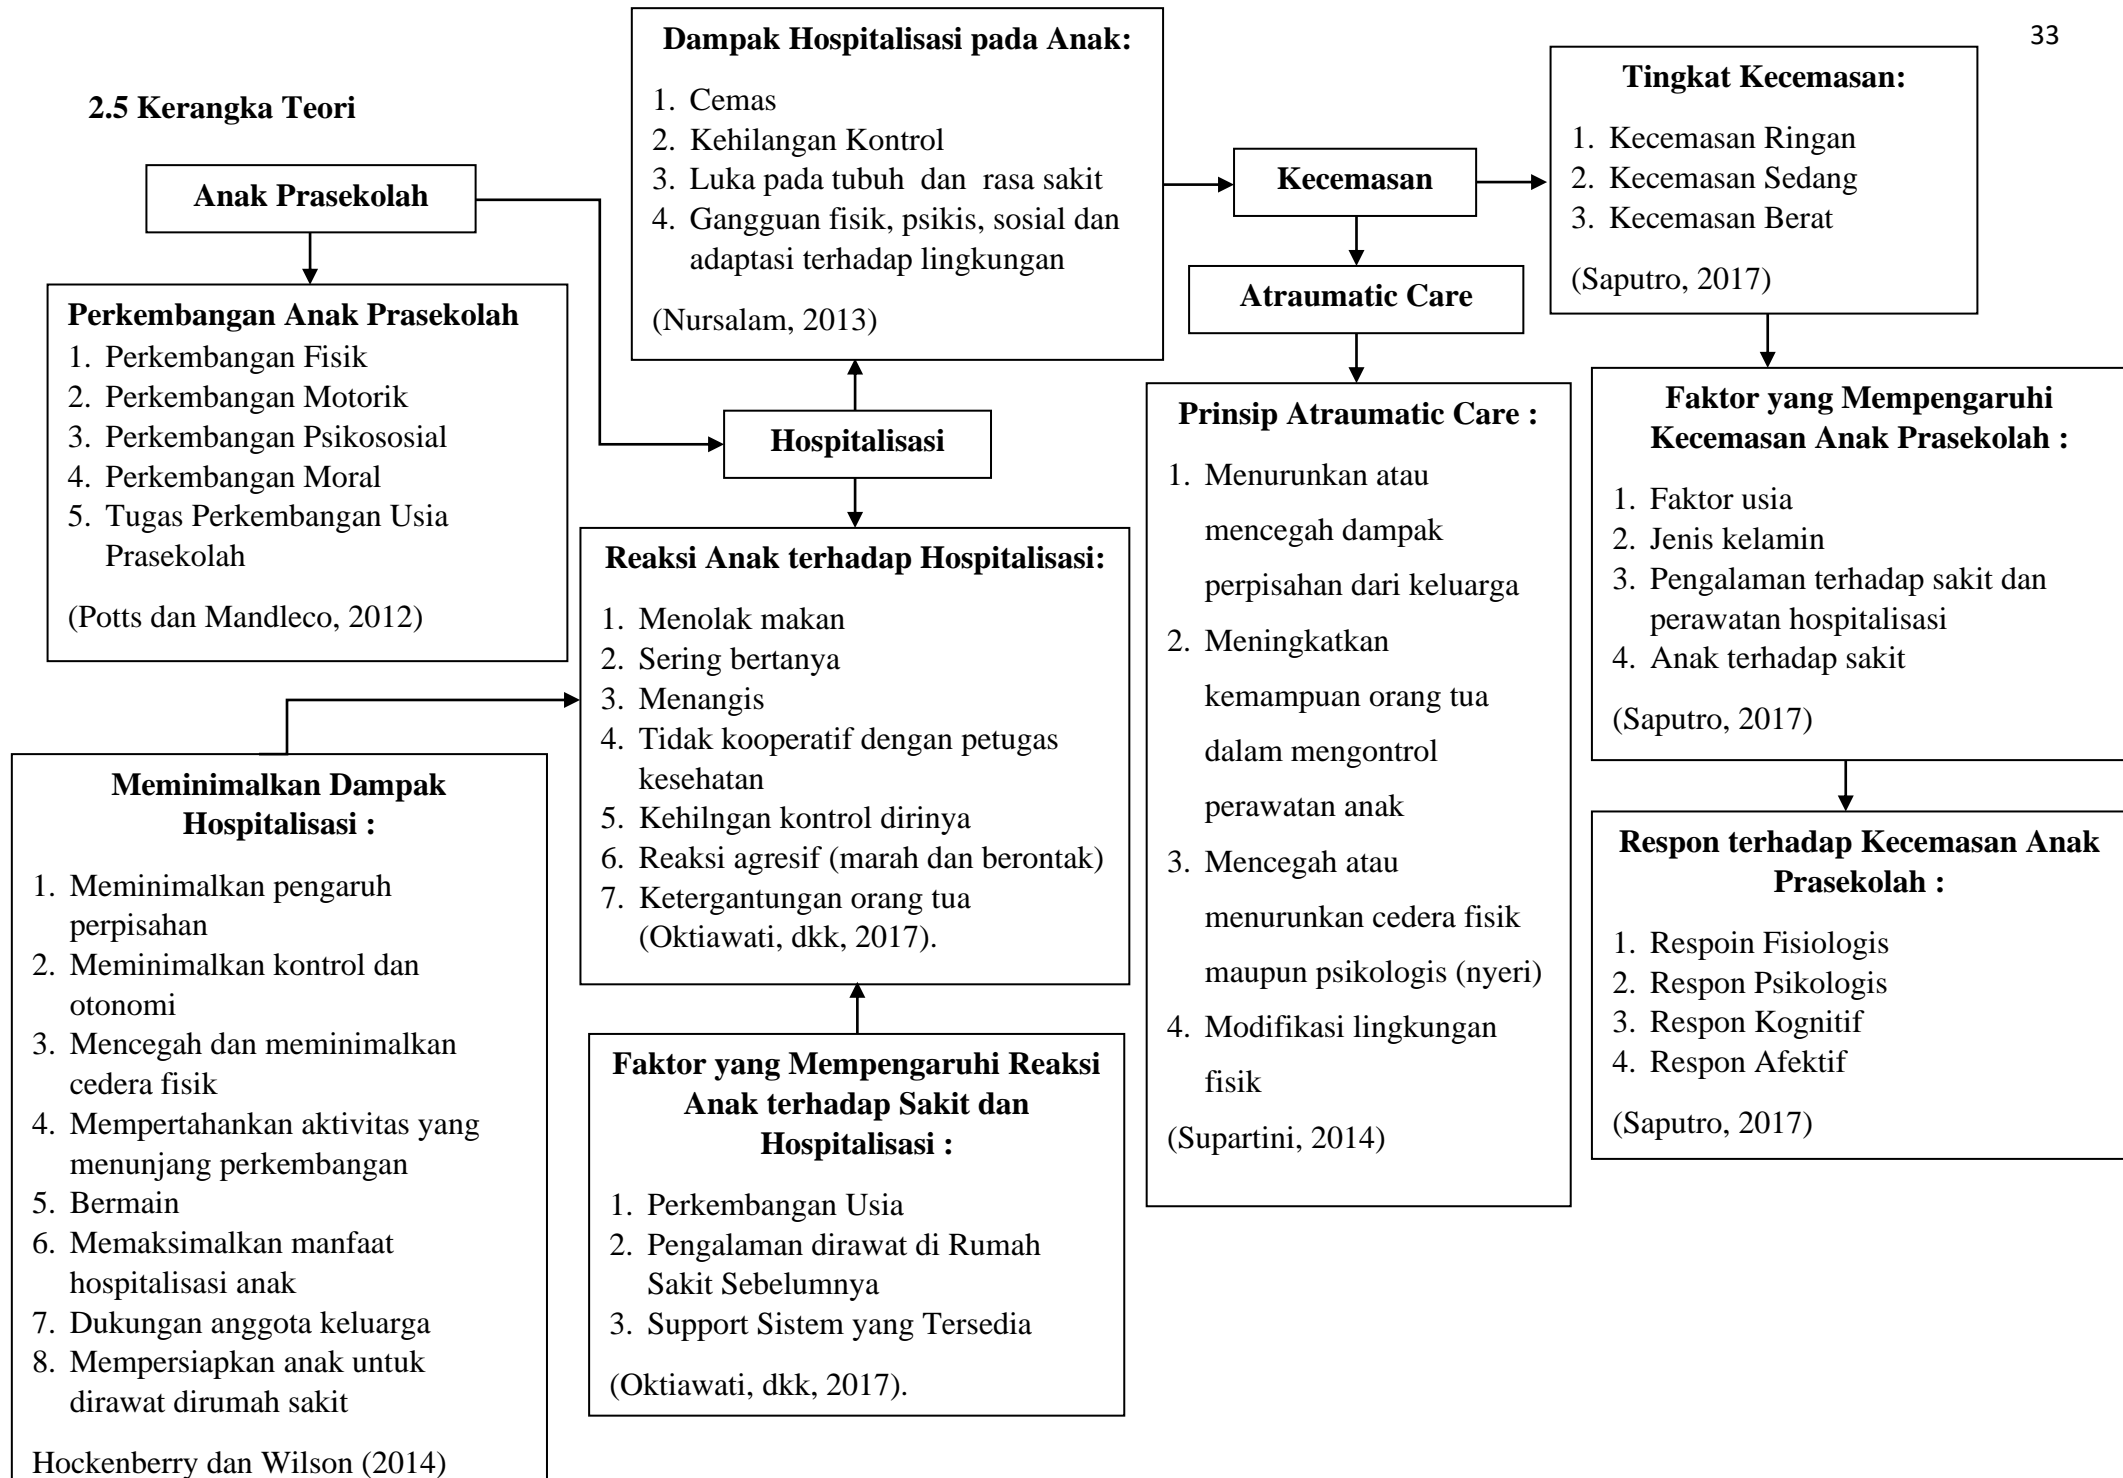 33
2.5 Kerangka Teori
Anak Prasekolah
Perkembangan Anak Prasekolah
1. Perkembangan Fisik
2. Perkembangan Motorik
3. Perkembangan Psikososial
4. Perkembangan Moral
5. Tugas Perkembangan Usia
Prasekolah
(Potts dan Mandleco, 2012)
Meminimalkan Dampak
Hospitalisasi :
1. Meminimalkan pengaruh
perpisahan
2. Meminimalkan kontrol dan
otonomi
3. Mencegah dan meminimalkan
cedera fisik
4. Mempertahankan aktivitas yang
menunjang perkembangan
5. Bermain
6. Memaksimalkan manfaat
hospitalisasi anak
7. Dukungan anggota keluarga
8. Mempersiapkan anak untuk
dirawat dirumah sakit
Hockenberry dan Wilson (2014)
Dampak Hospitalisasi pada Anak:
1. Cemas
2. Kehilangan Kontrol
3. Luka pada tubuh dan rasa sakit
4. Gangguan fisik, psikis, sosial dan
adaptasi terhadap lingkungan
(Nursalam, 2013)
Hospitalisasi
Reaksi Anak terhadap Hospitalisasi:
1. Menolak makan
2. Sering bertanya
3. Menangis
4. Tidak kooperatif dengan petugas
kesehatan
5. Kehilngan kontrol dirinya
6. Reaksi agresif (marah dan berontak)
7. Ketergantungan orang tua
(Oktiawati, dkk, 2017).
Faktor yang Mempengaruhi Reaksi
Anak terhadap Sakit dan
Hospitalisasi :
1. Perkembangan Usia
2. Pengalaman dirawat di Rumah
Sakit Sebelumnya
3. Support Sistem yang Tersedia
(Oktiawati, dkk, 2017).
Kecemasan
Atraumatic Care
Prinsip Atraumatic Care :
1. Menurunkan atau
mencegah dampak
perpisahan dari keluarga
2. Meningkatkan
kemampuan orang tua
dalam mengontrol
perawatan anak
3. Mencegah atau
menurunkan cedera fisik
maupun psikologis (nyeri)
4. Modifikasi lingkungan
fisik
(Supartini, 2014)
Tingkat Kecemasan:
1. Kecemasan Ringan
2. Kecemasan Sedang
3. Kecemasan Berat
(Saputro, 2017)
Faktor yang Mempengaruhi
Kecemasan Anak Prasekolah :
1. Faktor usia
2. Jenis kelamin
3. Pengalaman terhadap sakit dan
perawatan hospitalisasi
4. Anak terhadap sakit
(Saputro, 2017)
Respon terhadap Kecemasan Anak
Prasekolah :
1. Respoin Fisiologis
2. Respon Psikologis
3. Respon Kognitif
4. Respon Afektif
(Saputro, 2017)